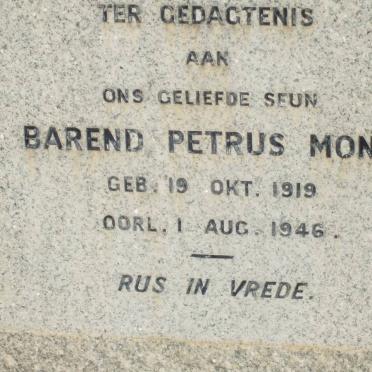 TER GEDAGTENIS
AAN
ONS GELIEFDE SEUN
BAREND PETRUS MON
GEB. 19 OKT. 1919
OORL. 1 AUG. 1946.
RUS IN VREDE.